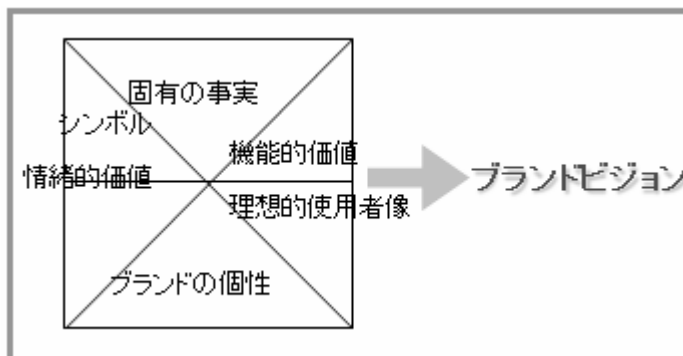 固有の事実
シンボル
機能的価値
情緒的価値
理想的使用者像
ブランドの個性
ブランドビジョン